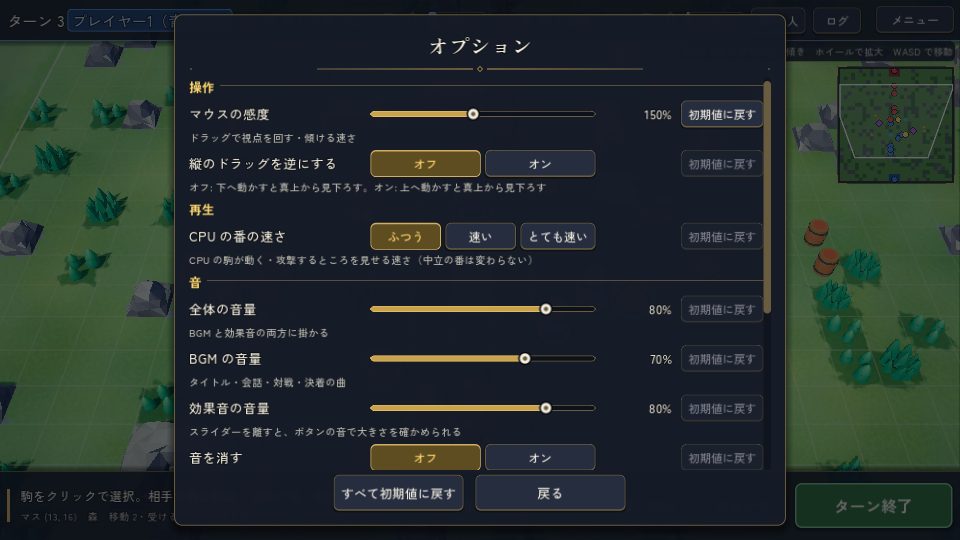 ターン 3 プレイヤー1
人 ログ メニュー
傾き ホイールで拡大 WASD で移動
オプション
操作
マウスの感度 150% 初期値に戻す
ドラッグで視点を回す・傾ける速さ
縦のドラッグを逆にする オフ オン 初期値に戻す
オフ: 下へ動かすと真上から見下ろす。オン: 上へ動かすと真上から見下ろす
再生
CPU の番の速さ ふつう 速い とても速い 初期値に戻す
CPU の駒が動く・攻撃するところを見せる速さ（中立の番は変わらない）
音
全体の音量 80% 初期値に戻す
BGM と効果音の両方に掛かる
BGM の音量 70% 初期値に戻す
タイトル・会話・対戦・決着の曲
効果音の音量 80% 初期値に戻す
スライダーを離すと、ボタンの音で大きさを確かめられる
音を消す オフ オン 初期値に戻す
すべて初期値に戻す 戻る
駒をクリックで選択。相手
マス (13, 16) 森 移動 2・受け
ターン終了